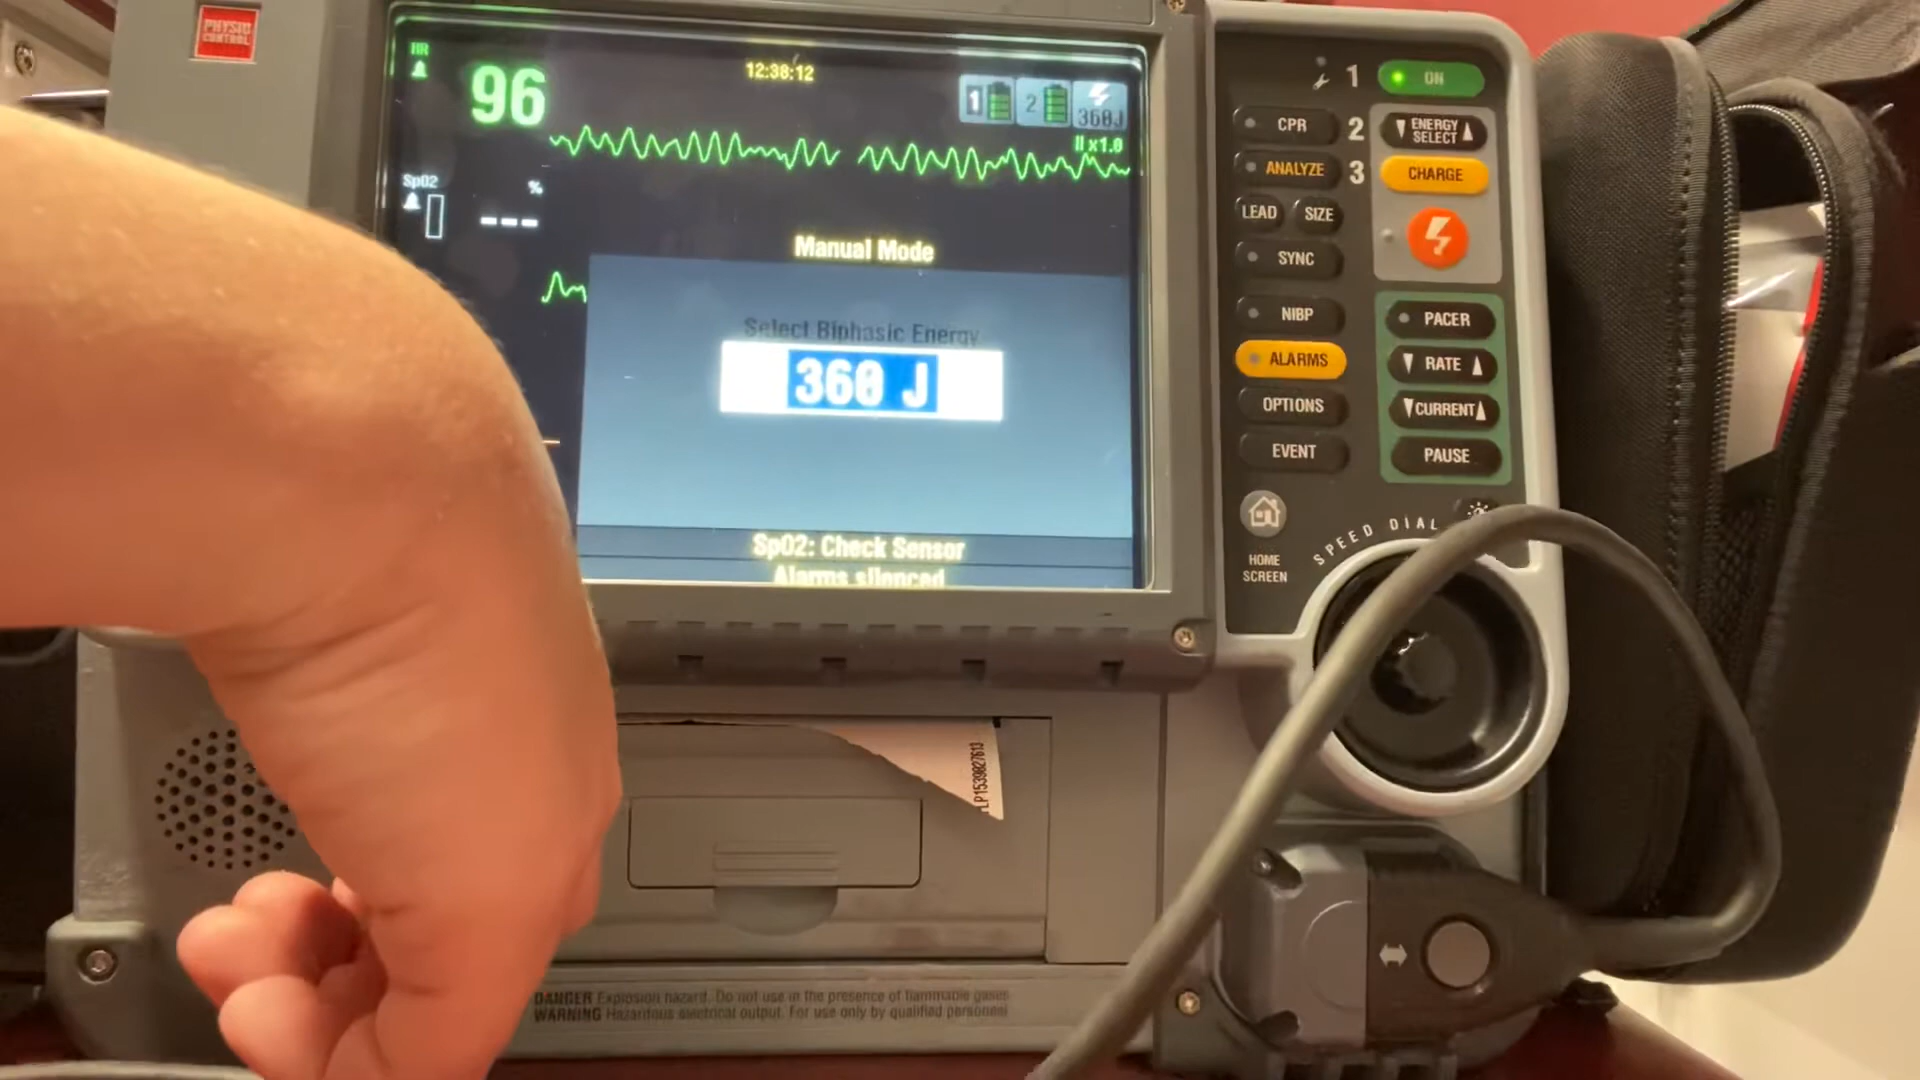 PHYSIO
CONTROL
HR
96
12:38:12
1
2
360J
II x1.0
SpO2
%
---
Manual Mode
Select Biphasic Energy
360 J
SpO2: Check Sensor
Alarms silenced
1 ON
CPR 2 ENERGY
SELECT
ANALYZE 3 CHARGE
LEAD SIZE
SYNC
NIBP PACER
ALARMS RATE
OPTIONS CURRENT
EVENT PAUSE
SPEED DIAL
HOME
SCREEN
LP1539027613
DANGER Explosion hazard. Do not use in the presence of flammable gases
WARNING Hazardous electrical output. For use only by qualified personnel